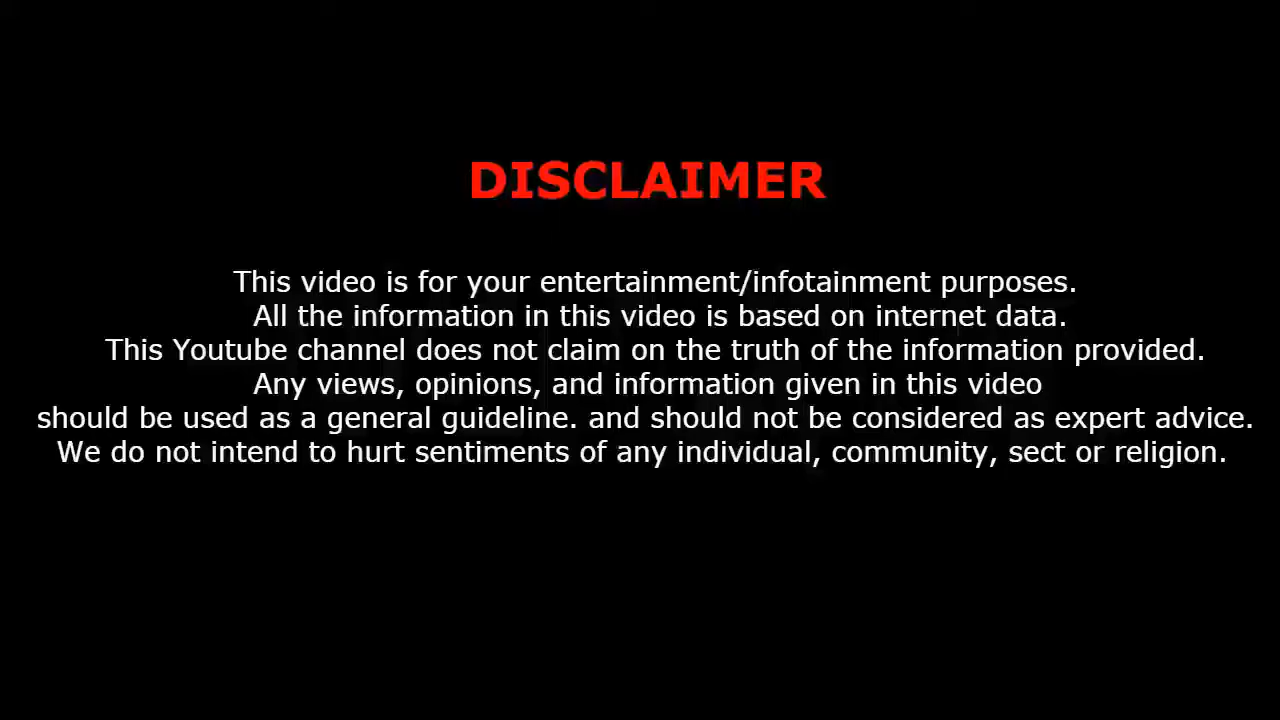 DISCLAIMER
This video is for your entertainment/infotainment purposes.
All the information in this video is based on internet data.
This Youtube channel does not claim on the truth of the information provided.
Any views, opinions, and information given in this video
should be used as a general guideline. and should not be considered as expert advice.
We do not intend to hurt sentiments of any individual, community, sect or religion.